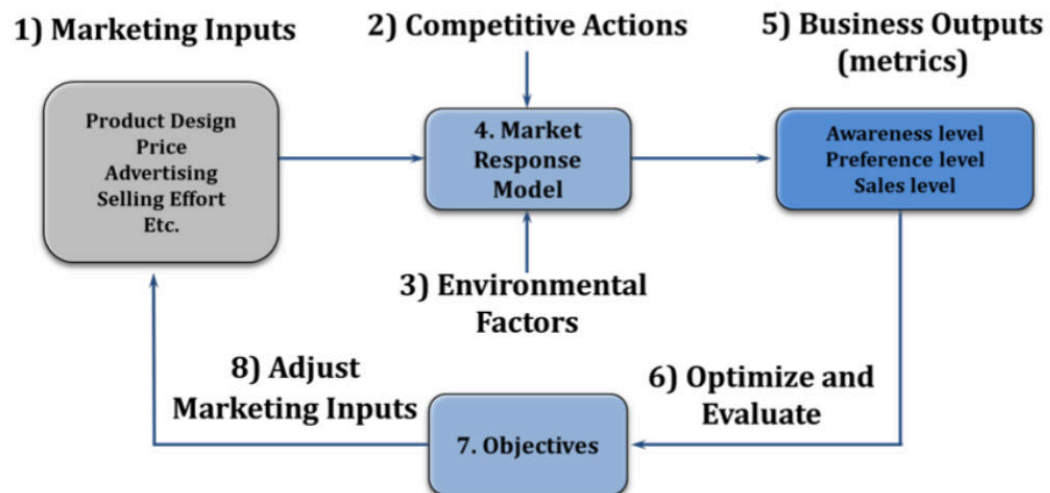 1) Marketing Inputs
2) Competitive Actions
5) Business Outputs
(metrics)
Product Design
Price
Advertising
Selling Effort
Etc.
4. Market
Response
Model
Awareness level
Preference level
Sales level
3) Environmental
Factors
8) Adjust
Marketing Inputs
6) Optimize and
Evaluate
7. Objectives